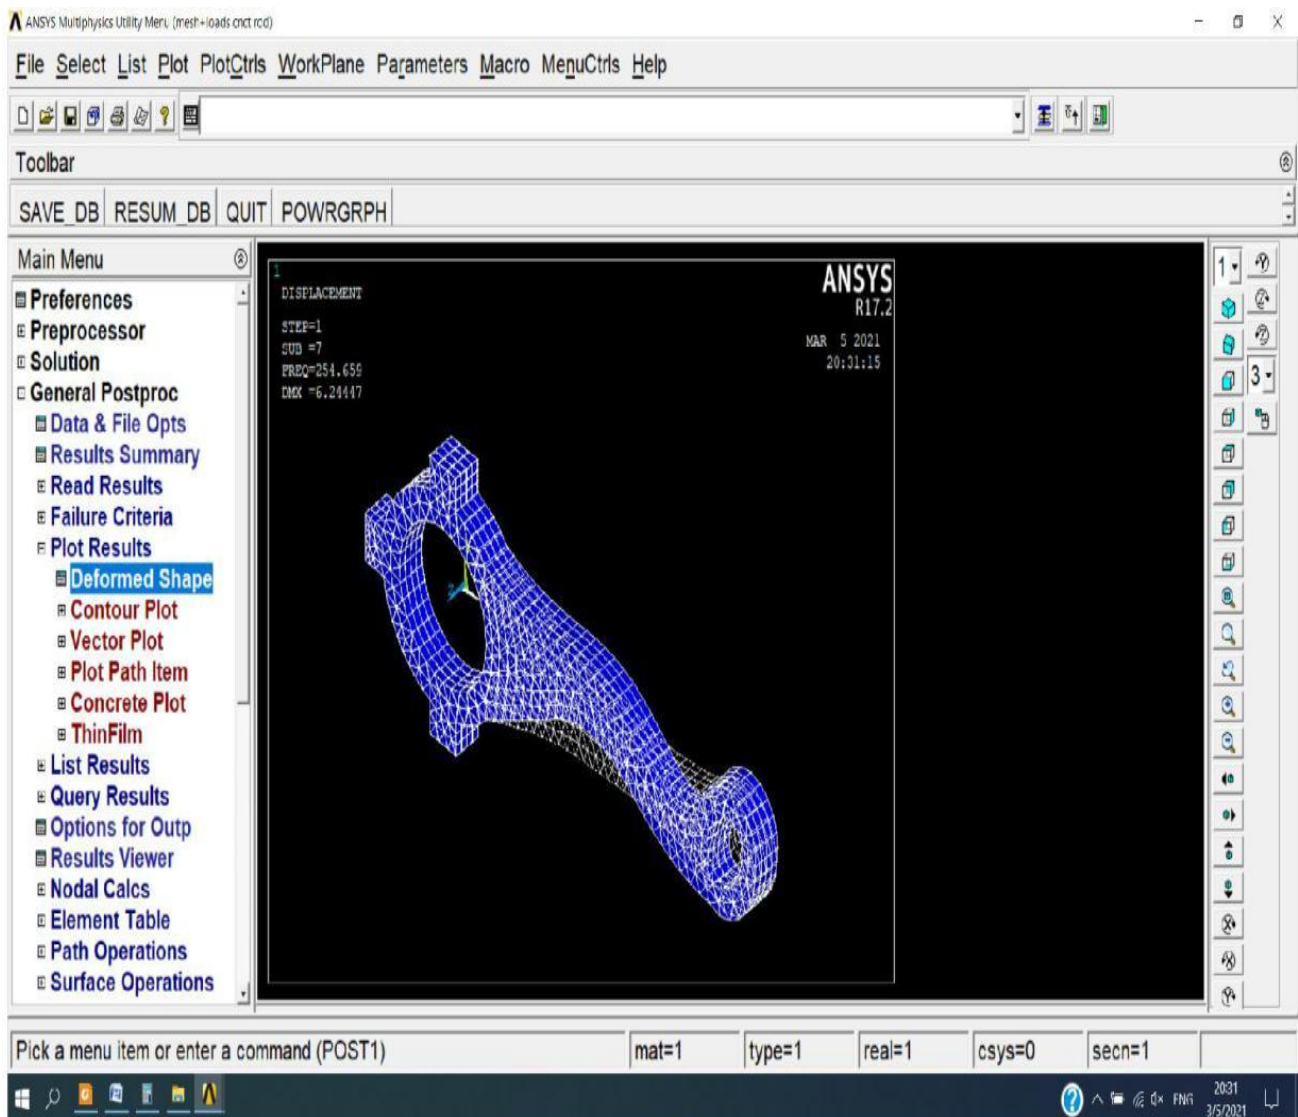 ANSYS Multiphysics Utility Menu (mesh+loads cnct rod)
File Select List Plot PlotCtrls WorkPlane Parameters Macro MenuCtrls Help
Toolbar
SAVE_DB RESUM_DB QUIT POWRGRPH
Main Menu
Preferences
Preprocessor
Solution
General Postproc
Data & File Opts
Results Summary
Read Results
Failure Criteria
Plot Results
Deformed Shape
Contour Plot
Vector Plot
Plot Path Item
Concrete Plot
ThinFilm
List Results
Query Results
Options for Outp
Results Viewer
Nodal Calcs
Element Table
Path Operations
Surface Operations
1
DISPLACEMENT
STEP=1
SUB =7
FREQ=254.659
DMX =6.24447
ANSYS
R17.2
MAR 5 2021
20:31:15
1
3
Pick a menu item or enter a command (POST1) mat=1 type=1 real=1 csys=0 secn=1
ENG
20:31
3/5/2021